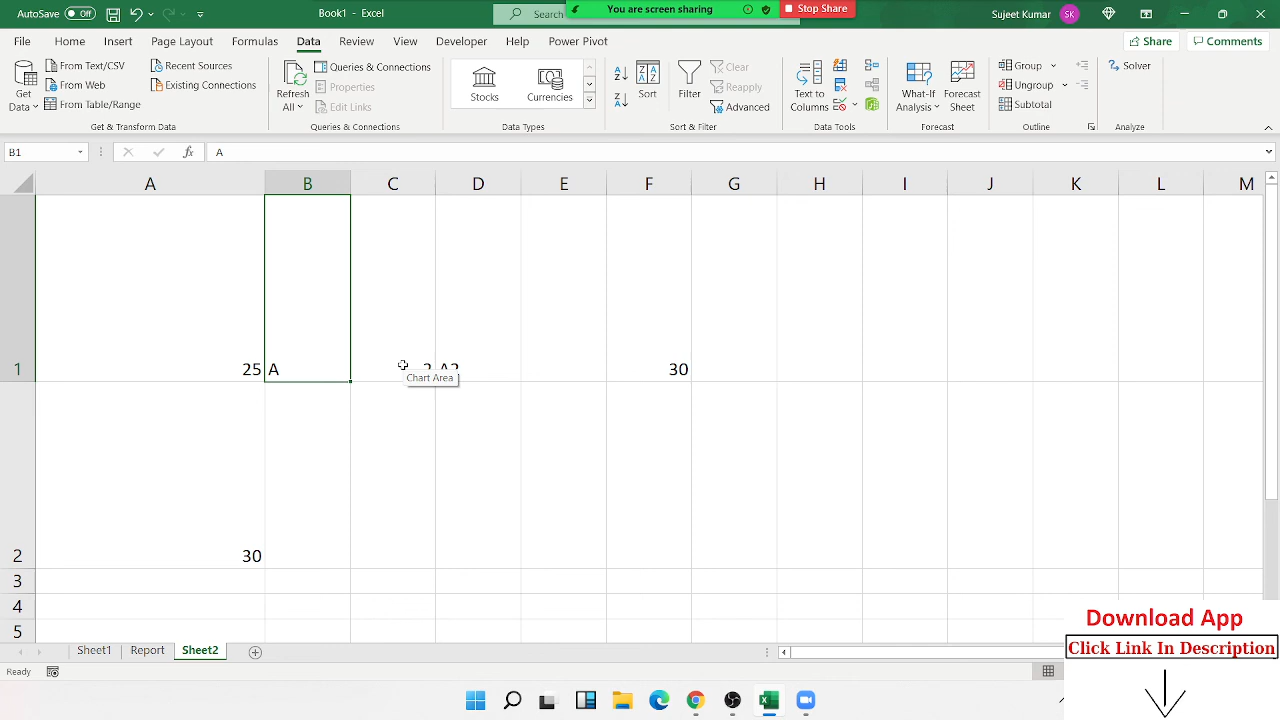 AutoSave Off
Book1 - Excel
Search
You are screen sharing
Stop Share
Sujeet Kumar SK
File Home Insert Page Layout Formulas Data Review View Developer Help Power Pivot
Share Comments
Get Data
From Text/CSV
From Web
From Table/Range
Recent Sources
Existing Connections
Get & Transform Data
Refresh All
Queries & Connections
Properties
Edit Links
Queries & Connections
Stocks Currencies
Data Types
Sort Filter
Clear
Reapply
Advanced
Sort & Filter
Text to Columns
Data Tools
What-If Analysis
Forecast Sheet
Forecast
Group
Ungroup
Subtotal
Outline
Solver
Analyze
B1 fx A
A B C D E F G H I J K L M
1 25 A 2 A2 30
Chart Area
2 30
3
4
5
Sheet1 Report Sheet2
Ready
Download App
Click Link In Description